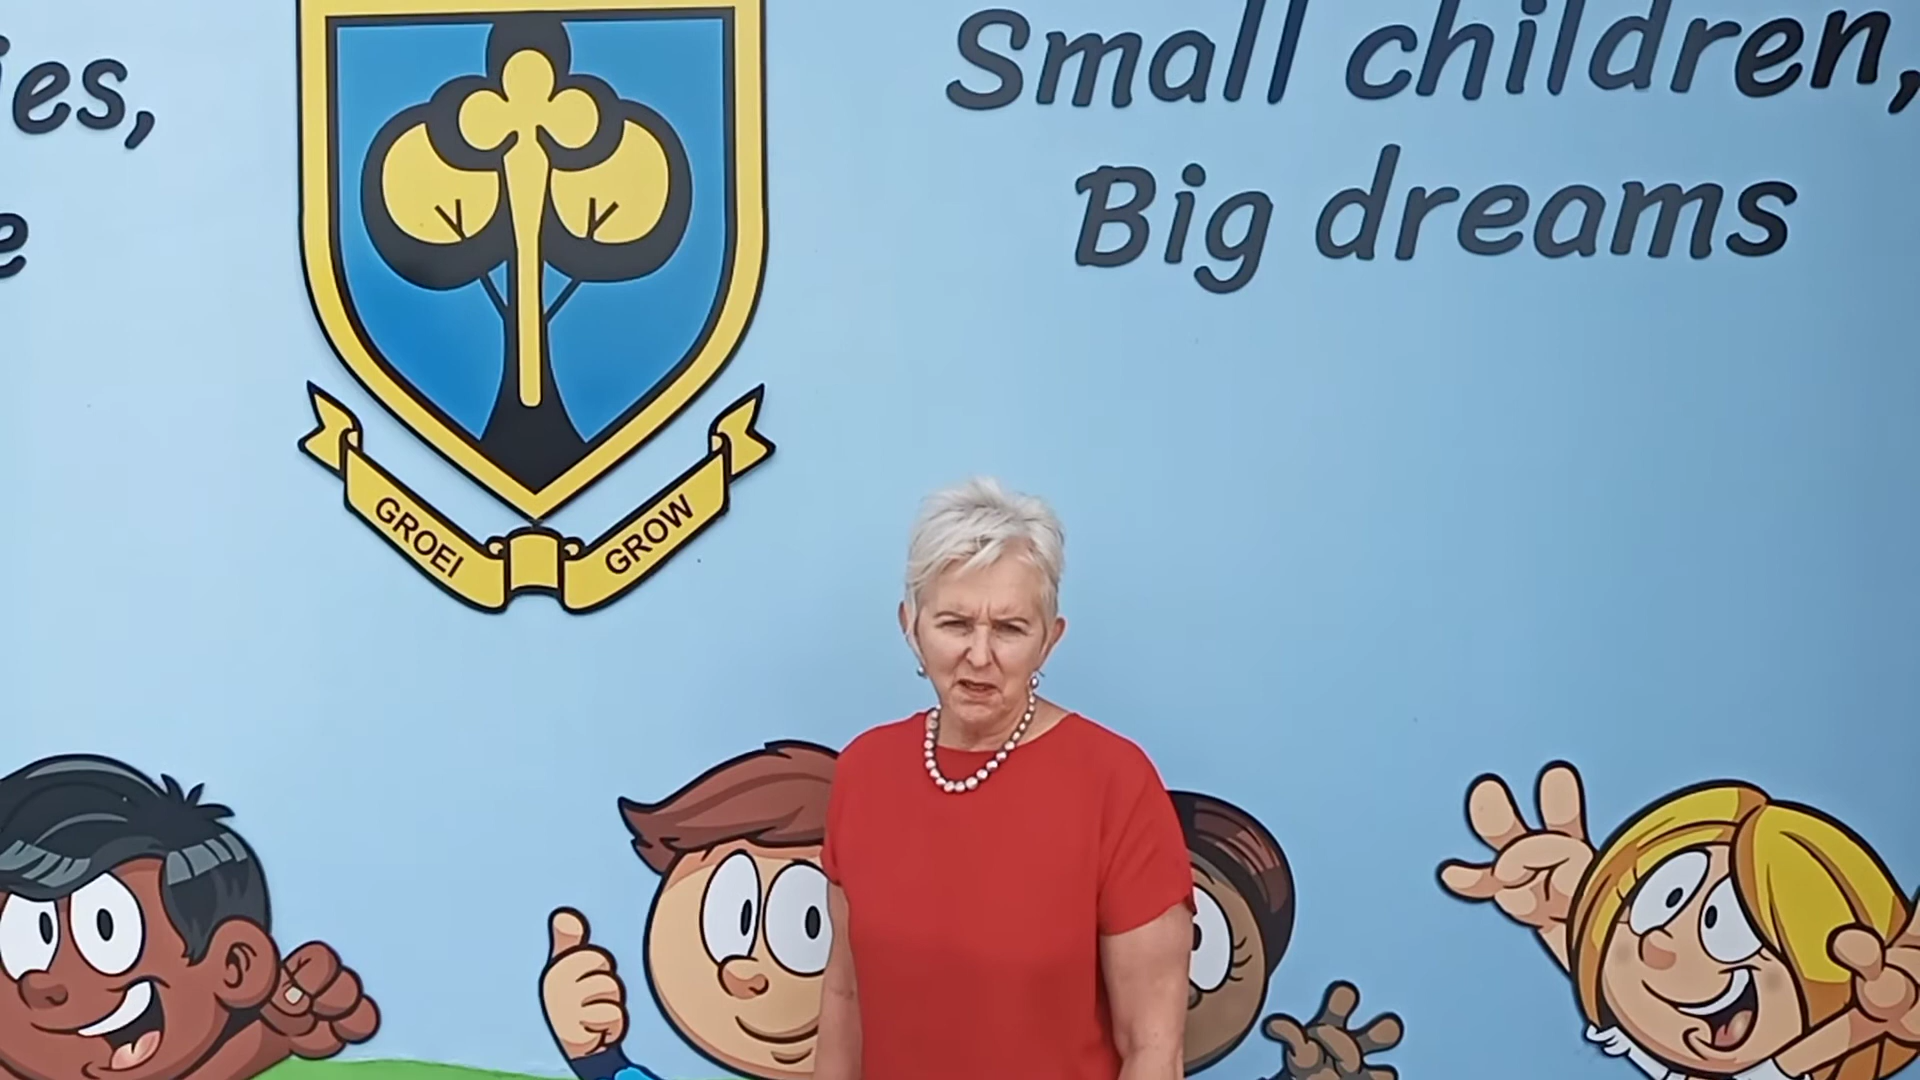 ies,
e
Small children,
Big dreams
GROEI
GROW